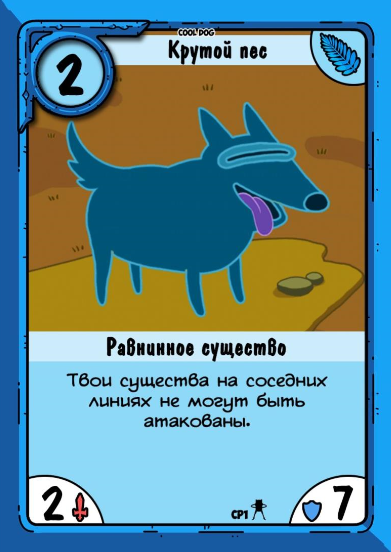 COOL DOG
2
Крутой пес
Равнинное существо
Твои существа на соседних
линиях не могут быть
атакованы.
2
CP1
7